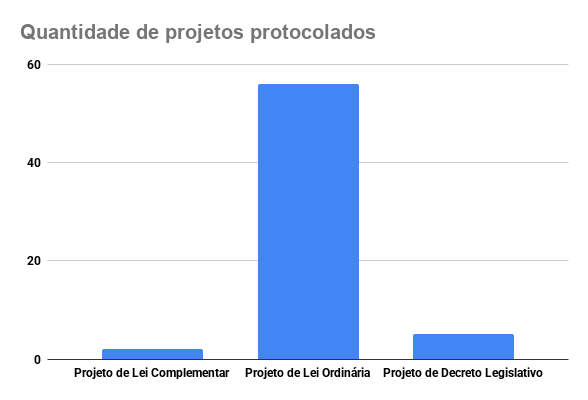 Quantidade de projetos protocolados
60
40
20
0
Projeto de Lei Complementar Projeto de Lei Ordinária Projeto de Decreto Legislativo